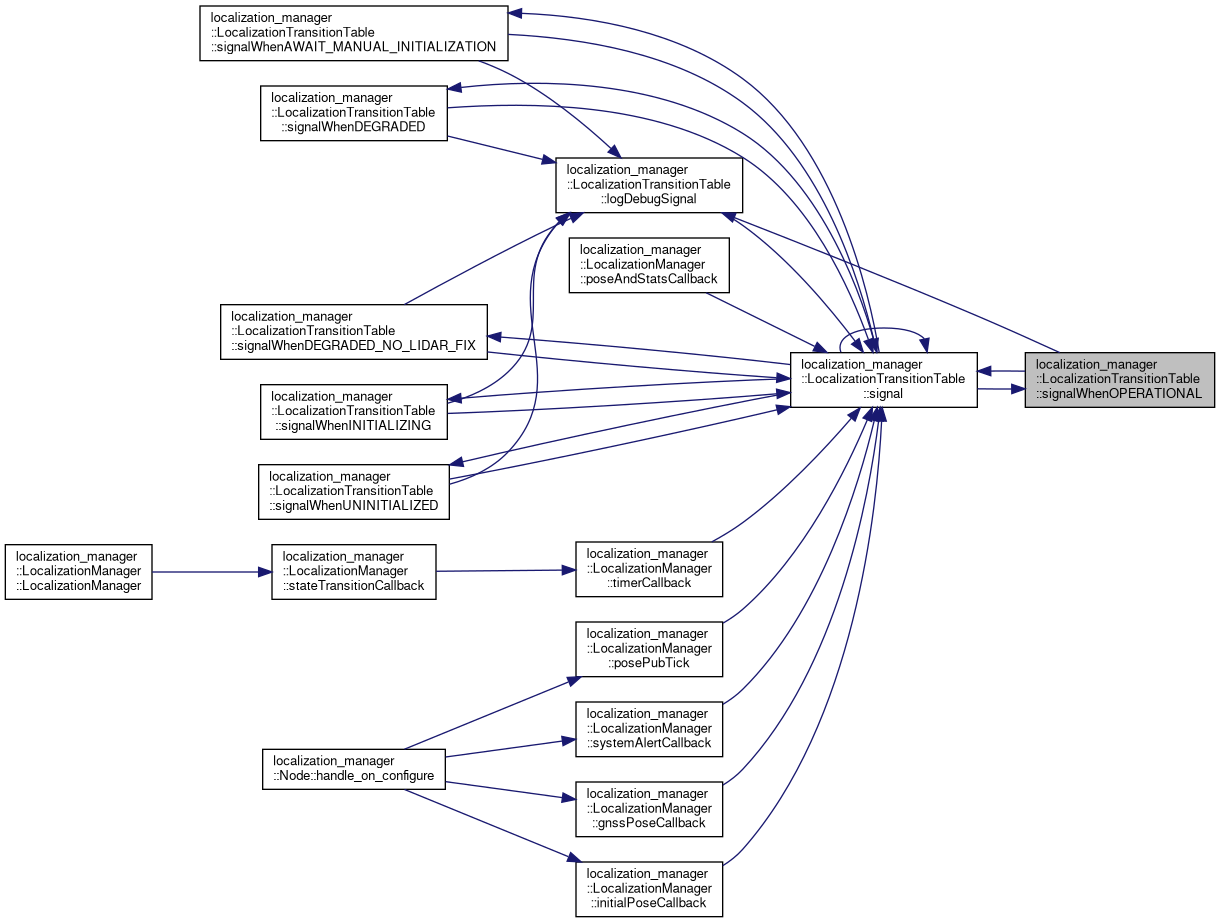 localization_manager
::LocalizationTransitionTable
::signalWhenAWAIT_MANUAL_INITIALIZATION
localization_manager
::LocalizationTransitionTable
::signalWhenDEGRADED
localization_manager
::LocalizationTransitionTable
::logDebugSignal
localization_manager
::LocalizationManager
::poseAndStatsCallback
localization_manager
::LocalizationTransitionTable
::signalWhenDEGRADED_NO_LIDAR_FIX
localization_manager
::LocalizationTransitionTable
::signal
localization_manager
::LocalizationTransitionTable
::signalWhenOPERATIONAL
localization_manager
::LocalizationTransitionTable
::signalWhenINITIALIZING
localization_manager
::LocalizationTransitionTable
::signalWhenUNINITIALIZED
localization_manager
::LocalizationManager
::LocalizationManager
localization_manager
::LocalizationManager
::stateTransitionCallback
localization_manager
::LocalizationManager
::timerCallback
localization_manager
::LocalizationManager
::posePubTick
localization_manager
::LocalizationManager
::systemAlertCallback
localization_manager
::Node::handle_on_configure
localization_manager
::LocalizationManager
::gnssPoseCallback
localization_manager
::LocalizationManager
::initialPoseCallback